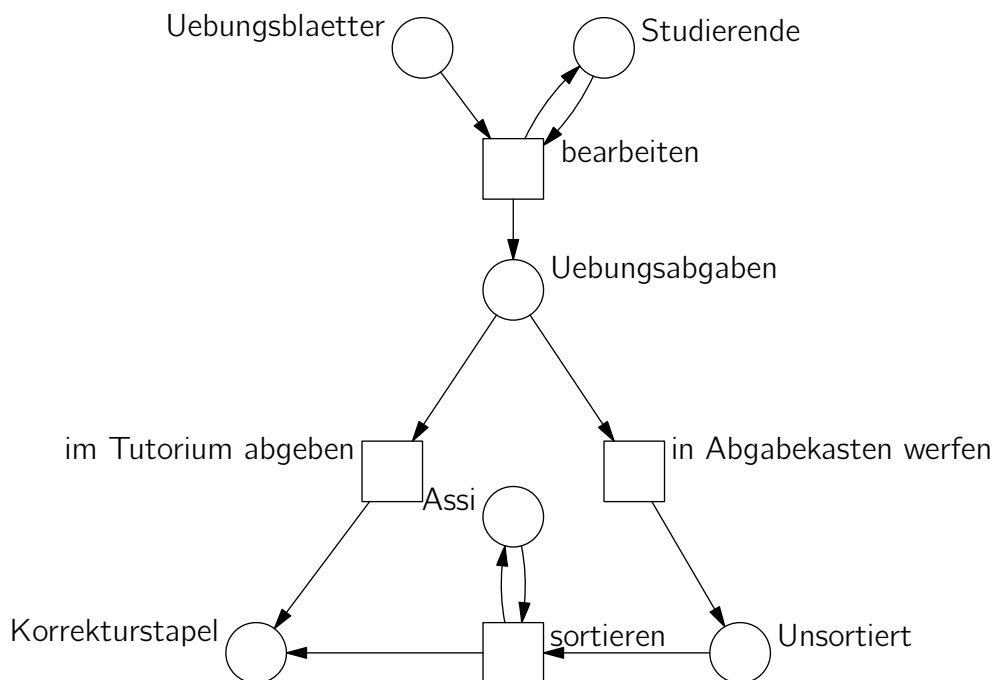 Uebungsblaetter
Studierende
bearbeiten
Uebungsabgaben
im Tutorium abgeben
in Abgabekasten werfen
Assi
Korrekturstapel
sortieren
Unsortiert